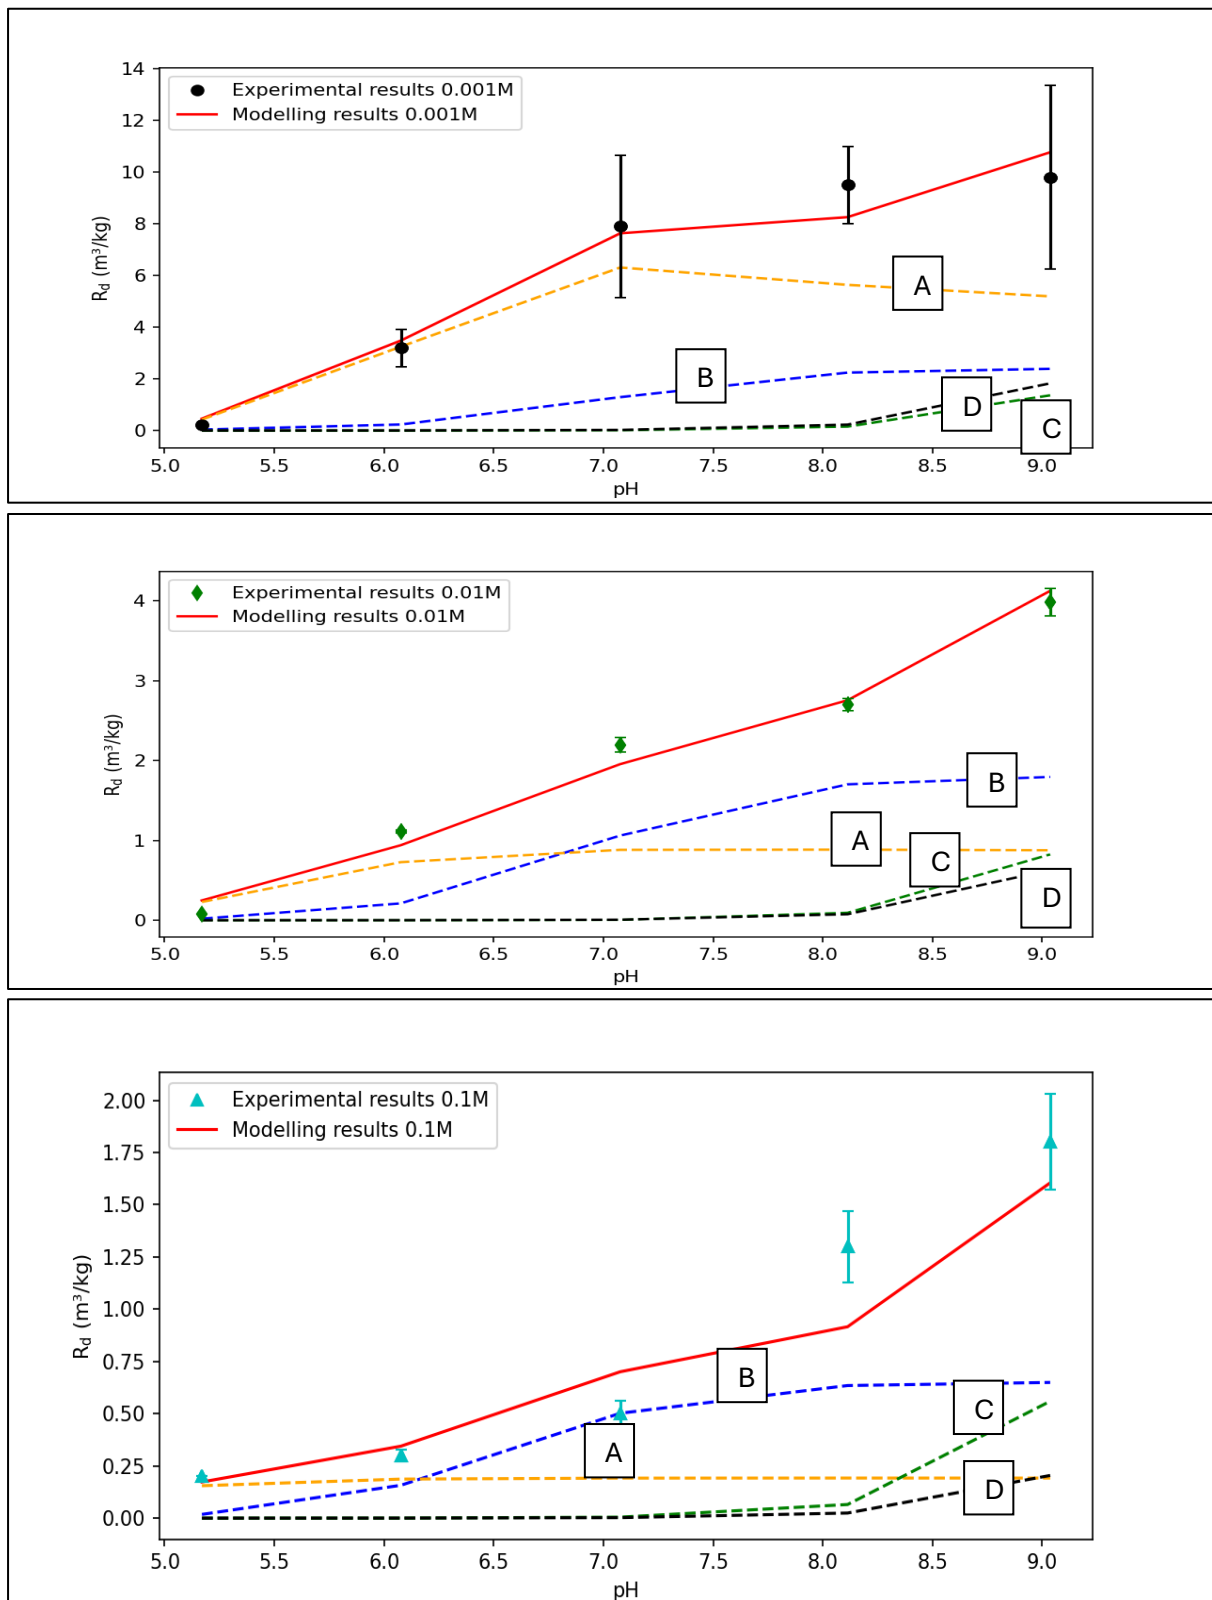 14
12
10
8
6
4
2
0
R_d (m³/kg)
Experimental results 0.001M
Modelling results 0.001M
A
B
D
C
5.0 5.5 6.0 6.5 7.0 7.5 8.0 8.5 9.0
pH
4
3
2
1
0
R_d (m³/kg)
Experimental results 0.01M
Modelling results 0.01M
B
A
C
D
5.0 5.5 6.0 6.5 7.0 7.5 8.0 8.5 9.0
pH
2.00
1.75
1.50
1.25
1.00
0.75
0.50
0.25
0.00
R_d (m³/kg)
Experimental results 0.1M
Modelling results 0.1M
B
C
A
D
5.0 5.5 6.0 6.5 7.0 7.5 8.0 8.5 9.0
pH